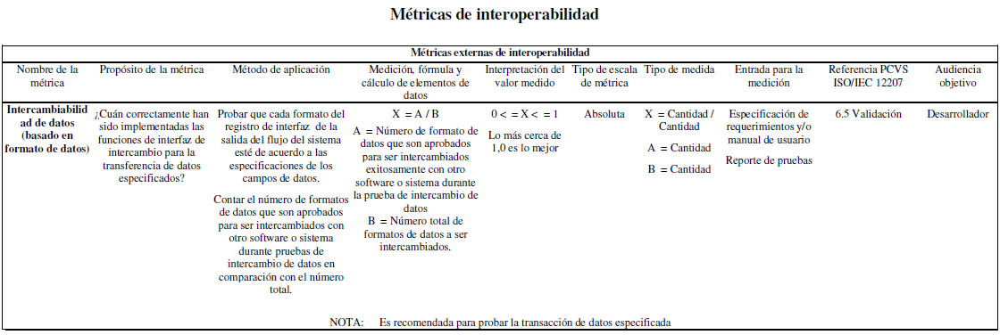 Métricas de interoperabilidad
Métricas externas de interoperabilidad
Nombre de la
métrica
Propósito de la métrica
Método de aplicación
Medición, fórmula y
cálculo de elementos de
datos
Interpretación del
valor medido
Tipo de escala
de métrica
Tipo de medida
Entrada para la
medición
Referencia PCVS
ISO/IEC 12207
Audiencia
objetivo
Intercambiabilid
ad de datos
(basado en
formato de datos)
¿Cuán correctamente han
sido implementadas las
funciones de interfaz de
intercambio para la
transferencia de datos
especificados?
Probar que cada formato del
registro de interfaz de la
salida del flujo del sistema
esté de acuerdo a las
especificaciones de los
campos de datos.
Contar el número de formatos
de datos que son aprobados
para ser intercambiados con
otro software o sistema
durante pruebas de
intercambio de datos en
comparación con el número
total.
X = A / B
A = Número de formato de
datos que son aprobados
para ser intercambiados
exitosamente con otro
software o sistema durante
la prueba de intercambio de
datos
B = Número total de
formatos de datos a ser
intercambiados.
0 < = X < = 1
Lo más cerca de
1,0 es lo mejor
Absoluta
X = Cantidad /
Cantidad
A = Cantidad
B = Cantidad
Especificación de
requerimientos y/o
manual de usuario
Reporte de pruebas
6.5 Validación
Desarrollador
NOTA: Es recomendada para probar la transacción de datos especificada